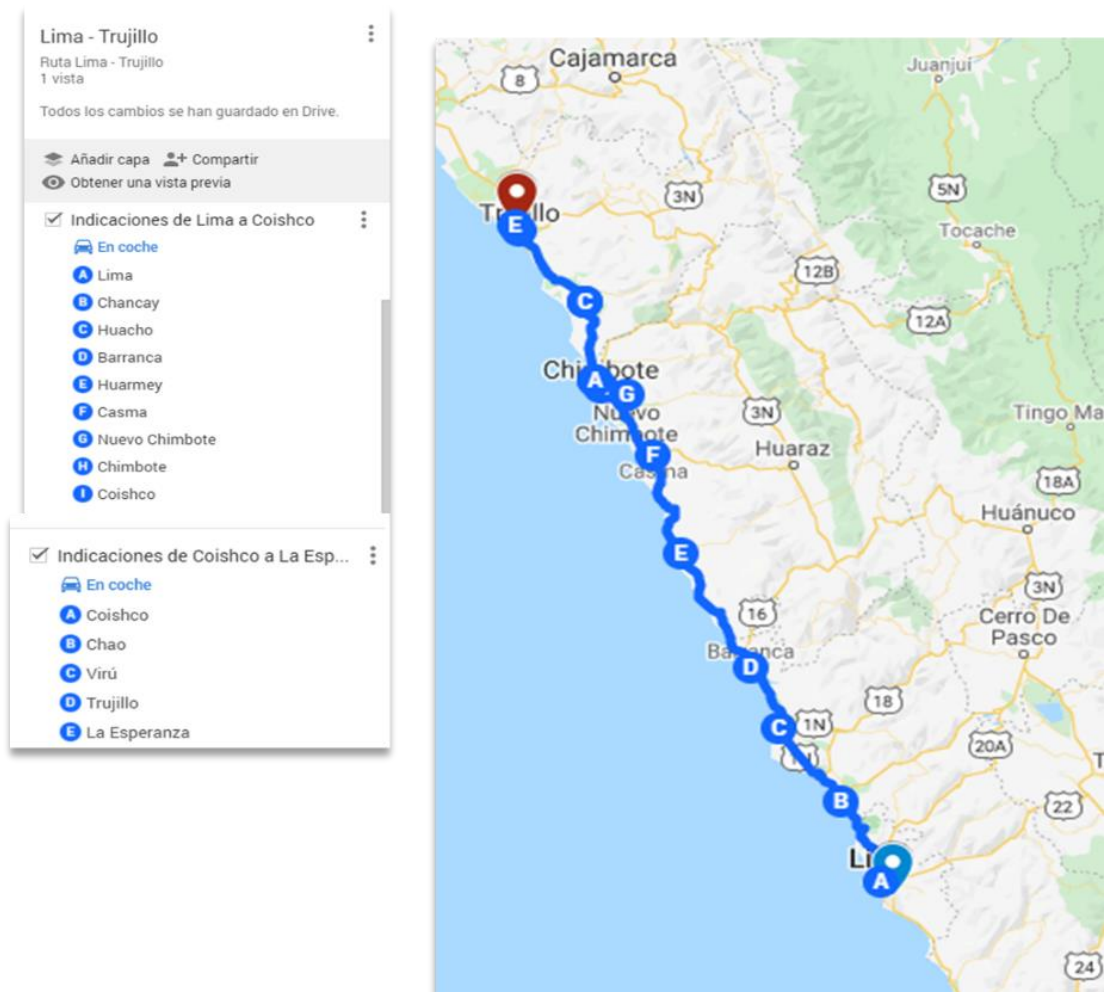 Lima - Trujillo
Ruta Lima - Trujillo
1 vista
Todos los cambios se han guardado en Drive.
Añadir capa Compartir
Obtener una vista previa
Indicaciones de Lima a Coishco
En coche
A Lima
B Chancay
C Huacho
D Barranca
E Huarmey
F Casma
G Nuevo Chimbote
H Chimbote
I Coishco
Indicaciones de Coishco a La Esp...
En coche
A Coishco
B Chao
C Virú
D Trujillo
E La Esperanza
Cajamarca
Juanjui
8
3N
5N
E
Tocache
12B
C
12A
A
G
Nuevo
Chimbote
3N
Tingo Ma
F
Huaraz
18A
Huánuco
E
16
3N
Cerro De
Pasco
D
18
C
1N
20A
T
B
22
A
24